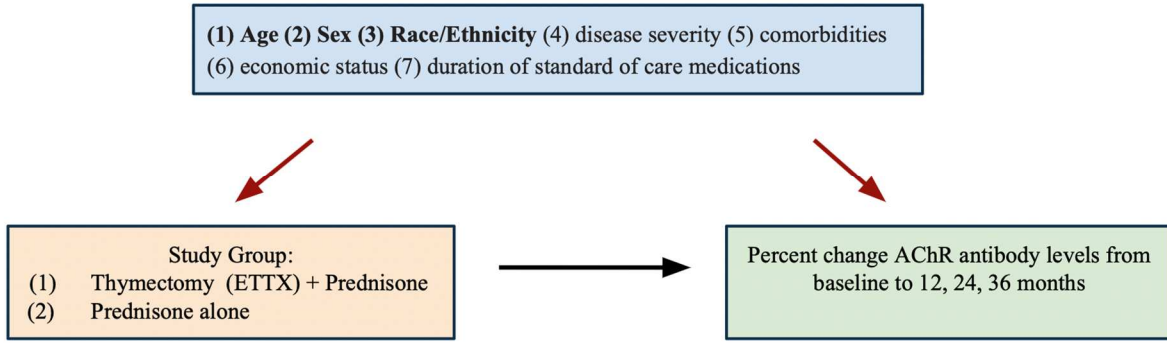 (1) Age (2) Sex (3) Race/Ethnicity (4) disease severity (5) comorbidities
(6) economic status (7) duration of standard of care medications
Study Group:
(1) Thymectomy (ETTX) + Prednisone
(2) Prednisone alone
Percent change AChR antibody levels from
baseline to 12, 24, 36 months